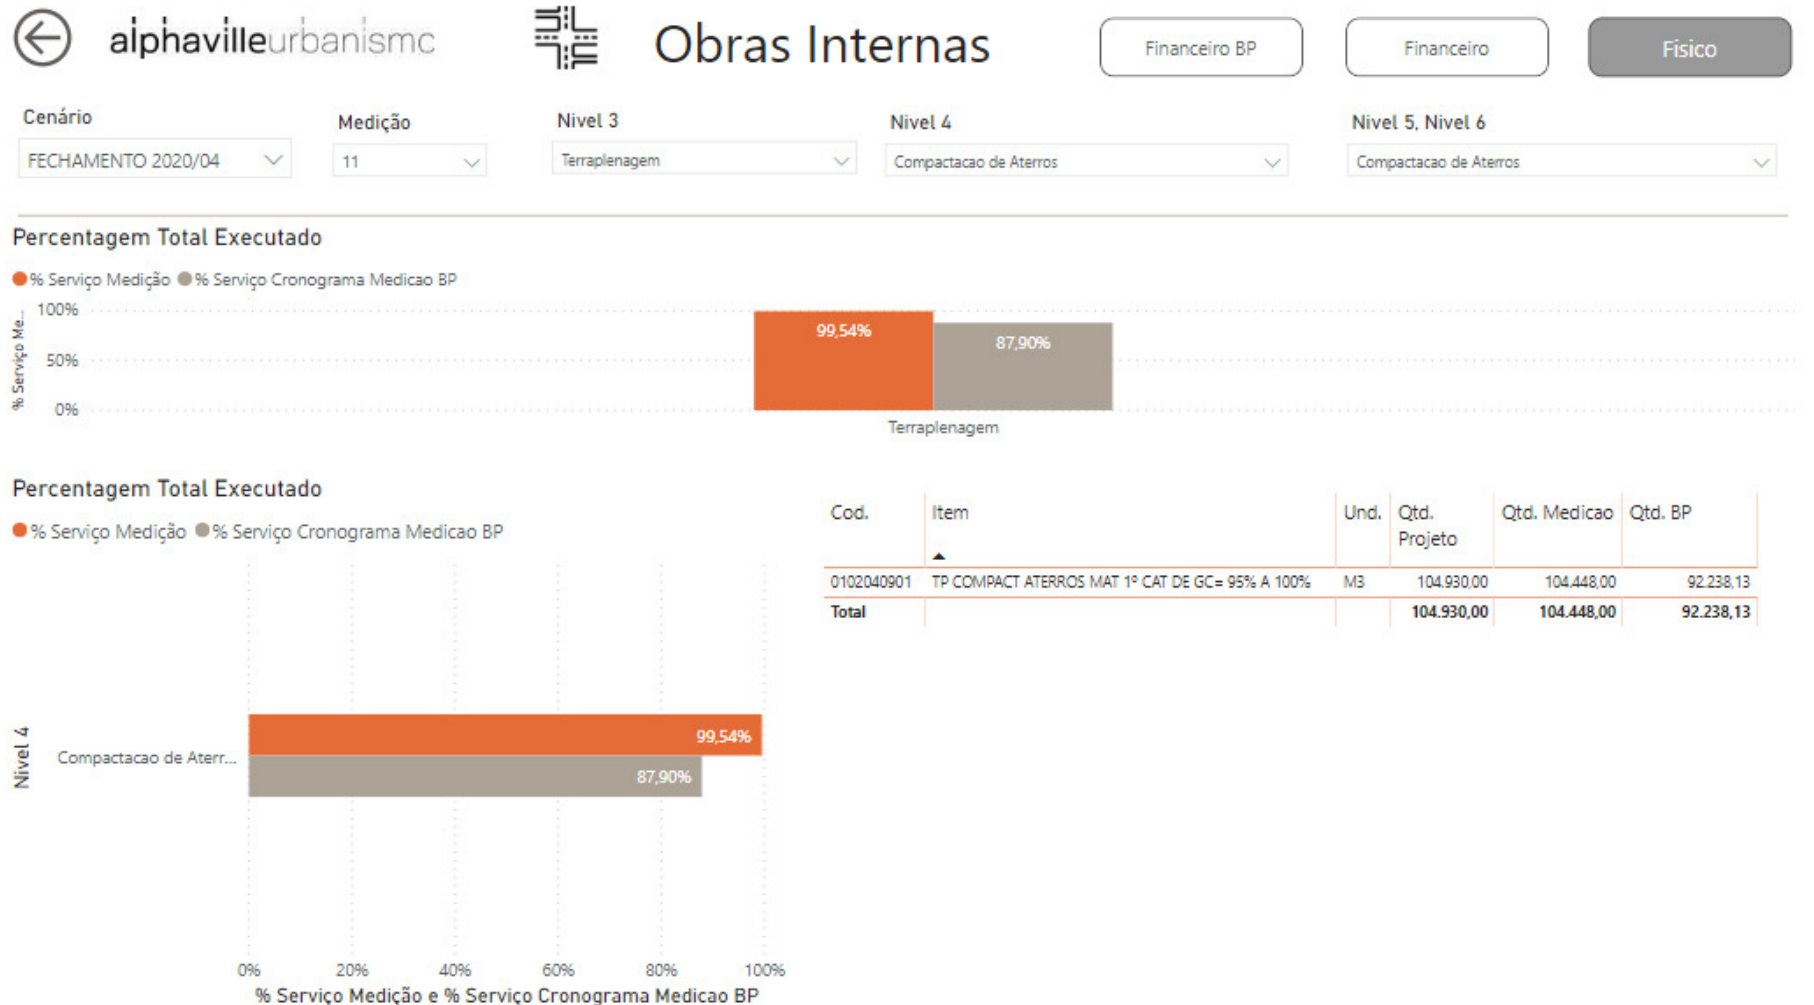 alphavilleurbanismo
Obras Internas
Financeiro BP
Financeiro
Físico
Cenário
Medição
Nivel 3
Nivel 4
Nivel 5, Nivel 6
FECHAMENTO 2020/04
11
Terraplenagem
Compactacao de Aterros
Compactacao de Aterros
Percentagem Total Executado
% Serviço Medição % Serviço Cronograma Medicao BP
% Serviço Me...
100%
50%
0%
99,54%
87,90%
Terraplenagem
Percentagem Total Executado
% Serviço Medição % Serviço Cronograma Medicao BP
Nivel 4
Compactacao de Aterr...
99,54%
87,90%
0% 20% 40% 60% 80% 100%
% Serviço Medição e % Serviço Cronograma Medicao BP
Cod. Item Und. Qtd. Projeto Qtd. Medicao Qtd. BP
0102040901 TP COMPACT ATERROS MAT 1º CAT DE GC= 95% A 100% M3 104.930,00 104.448,00 92.238,13
Total 104.930,00 104.448,00 92.238,13